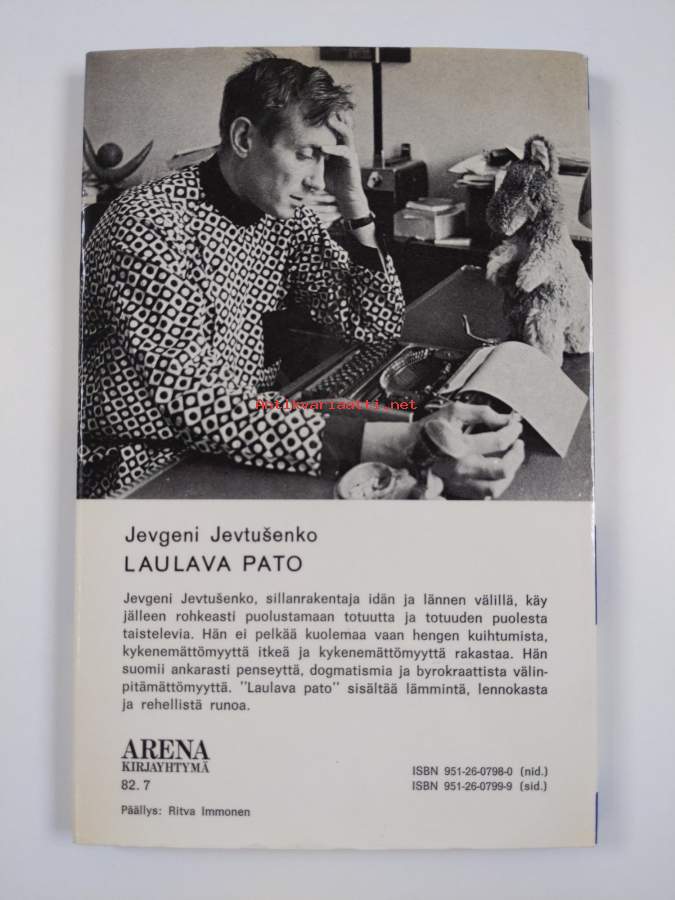 Antikvariaatti.net
Jevgeni Jevtušenko
LAULAVA PATO
Jevgeni Jevtušenko, sillanrakentaja idän ja lännen välillä, käy
jälleen rohkeasti puolustamaan totuutta ja totuuden puolesta
taistelevia. Hän ei pelkää kuolemaa vaan hengen kuihtumista,
kykenemättömyyttä itkeä ja kykenemättömyyttä rakastaa. Hän
suomii ankarasti penseyttä, dogmatismia ja byrokraattista välin-
pitämättömyyttä. "Laulava pato" sisältää lämmintä, lennokasta
ja rehellistä runoa.
ARENA
KIRJAYHTYMÄ
82.7
Päällys: Ritva Immonen
ISBN 951-26-0798-0 (nid.)
ISBN 951-26-0799-9 (sid.)